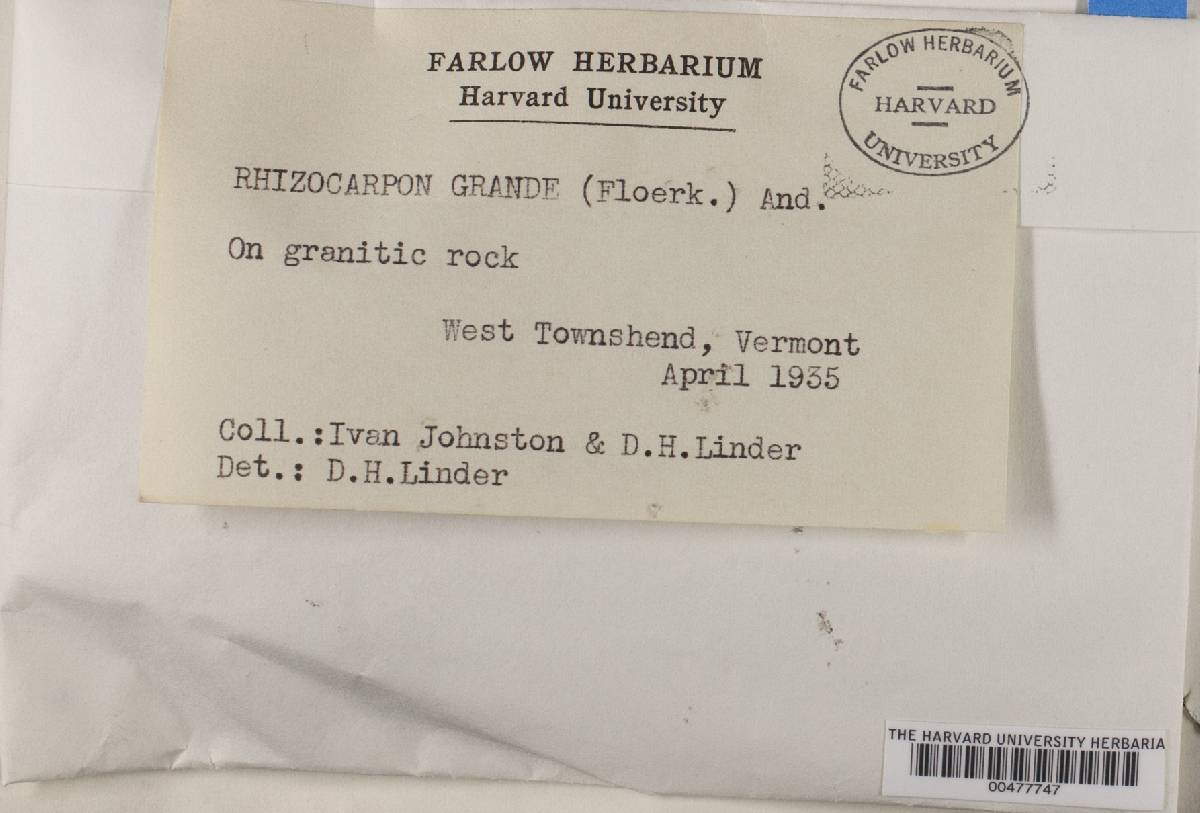 FARLOW HERBARIUM
Harvard University
FARLOW HERBARIUM
HARVARD
UNIVERSITY
RHIZOCARPON GRANDE (Floerk.) And.
On granitic rock
West Townshend, Vermont
April 1935
Coll.:Ivan Johnston & D.H.Linder
Det.: D.H.Linder
THE HARVARD UNIVERSITY HERBARIA
00477747